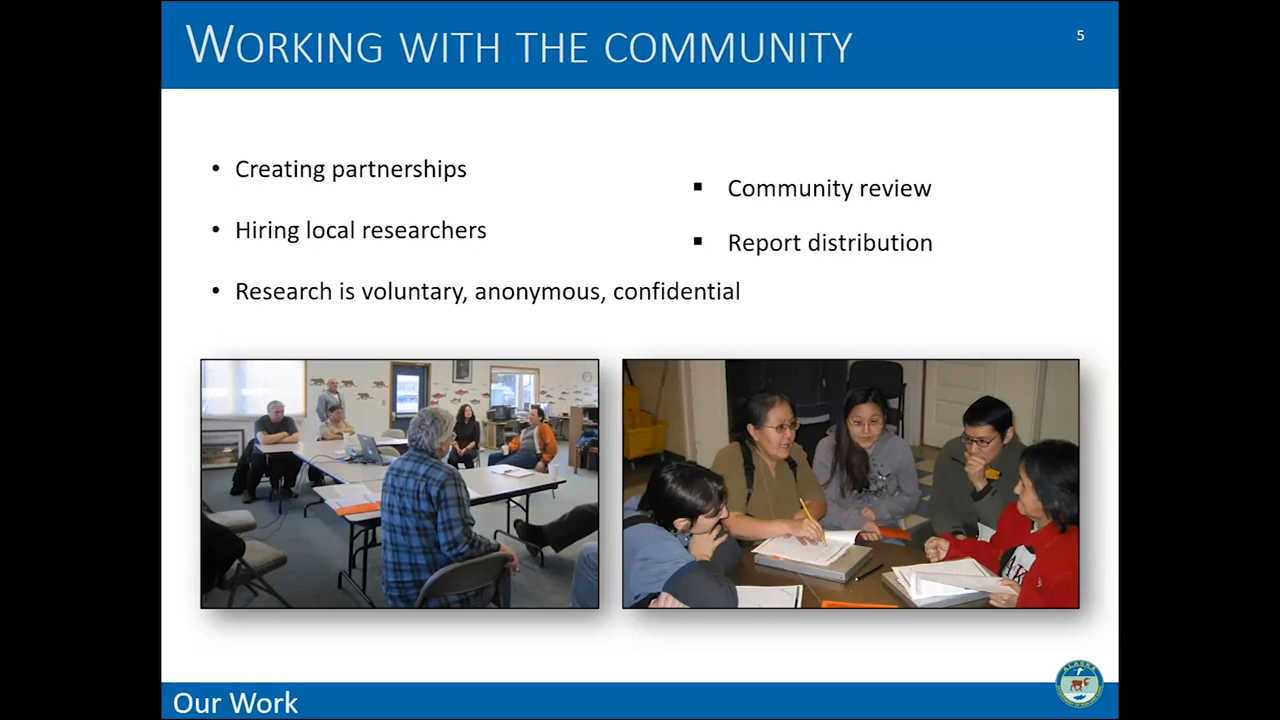 WORKING WITH THE COMMUNITY
5
• Creating partnerships
• Hiring local researchers
• Research is voluntary, anonymous, confidential
▪ Community review
▪ Report distribution
Our Work
ALASKA